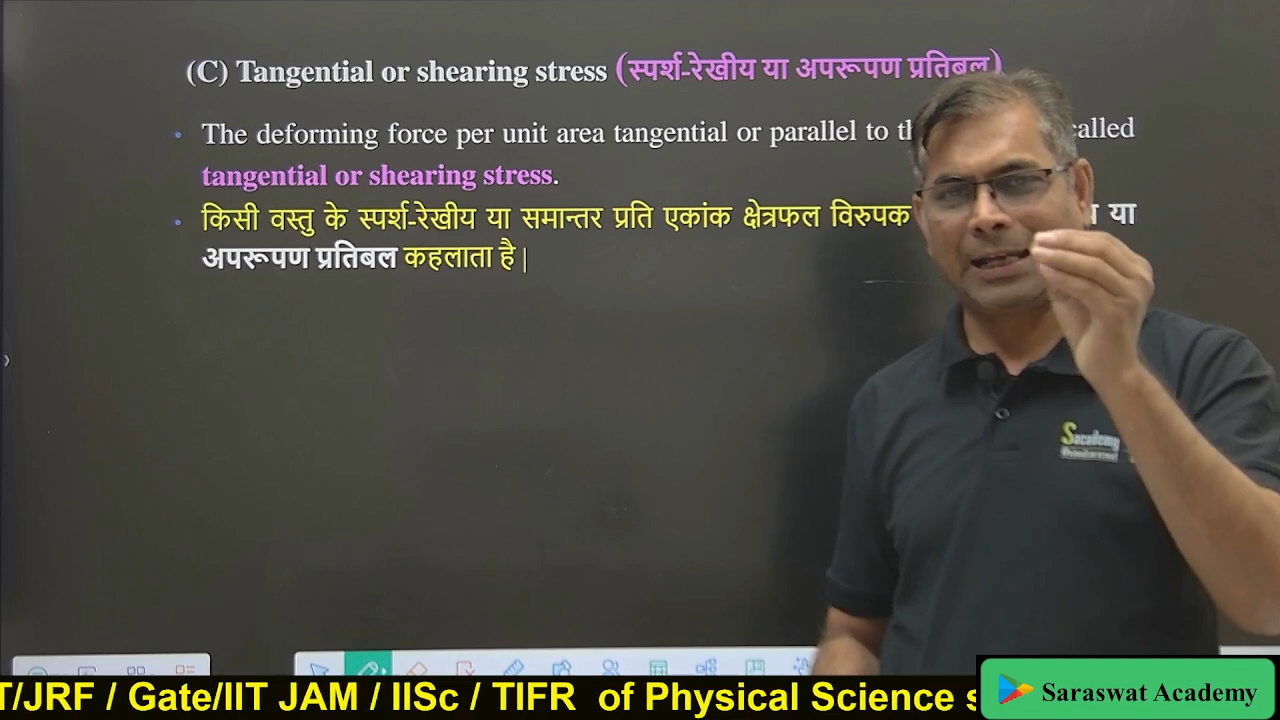 (C) Tangential or shearing stress (स्पर्श-रेखीय या अपरूपण प्रतिबल)
• The deforming force per unit area tangential or parallel to called
tangential or shearing stress.
• किसी वस्तु के स्पर्श-रेखीय या समान्तर प्रति एकांक क्षेत्रफल विरुपक या
अपरूपण प्रतिबल कहलाता है |
Sacademy
T/JRF / Gate/IIT JAM / IISc / TIFR of Physical Science s
Saraswat Academy